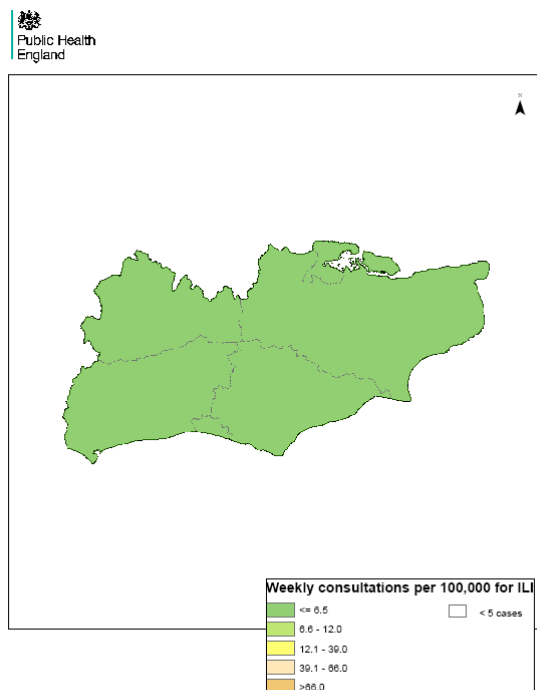 Public Health
England
N
Weekly consultations per 100,000 for ILI
<= 6.5
< 5 cases
6.6 - 12.0
12.1 - 39.0
39.1 - 66.0
>66.0